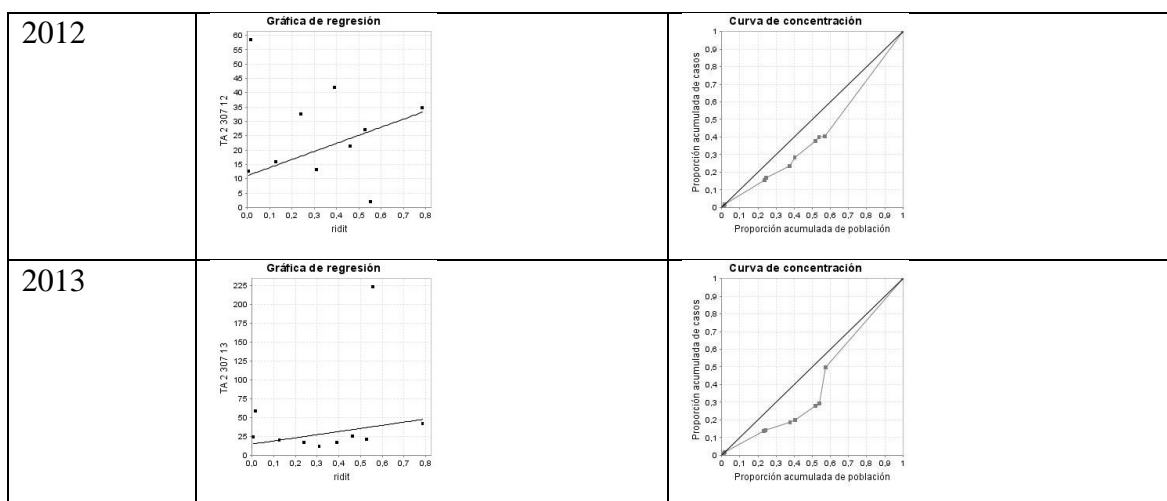 2012
Gráfica de regresión
60
55
50
45
40
35
30
25
20
15
10
5
0
TA 2 307 12
0,0 0,1 0,2 0,3 0,4 0,5 0,6 0,7 0,8
ridit
Curva de concentración
1
0,9
0,8
0,7
0,6
0,5
0,4
0,3
0,2
0,1
0
Proporción acumulada de casos
0 0,1 0,2 0,3 0,4 0,5 0,6 0,7 0,8 0,9 1
Proporción acumulada de población
2013
Gráfica de regresión
225
200
175
150
125
100
75
50
25
0
TA 2 307 13
0,0 0,1 0,2 0,3 0,4 0,5 0,6 0,7 0,8
ridit
Curva de concentración
1
0,9
0,8
0,7
0,6
0,5
0,4
0,3
0,2
0,1
0
Proporción acumulada de casos
0 0,1 0,2 0,3 0,4 0,5 0,6 0,7 0,8 0,9 1
Proporción acumulada de población